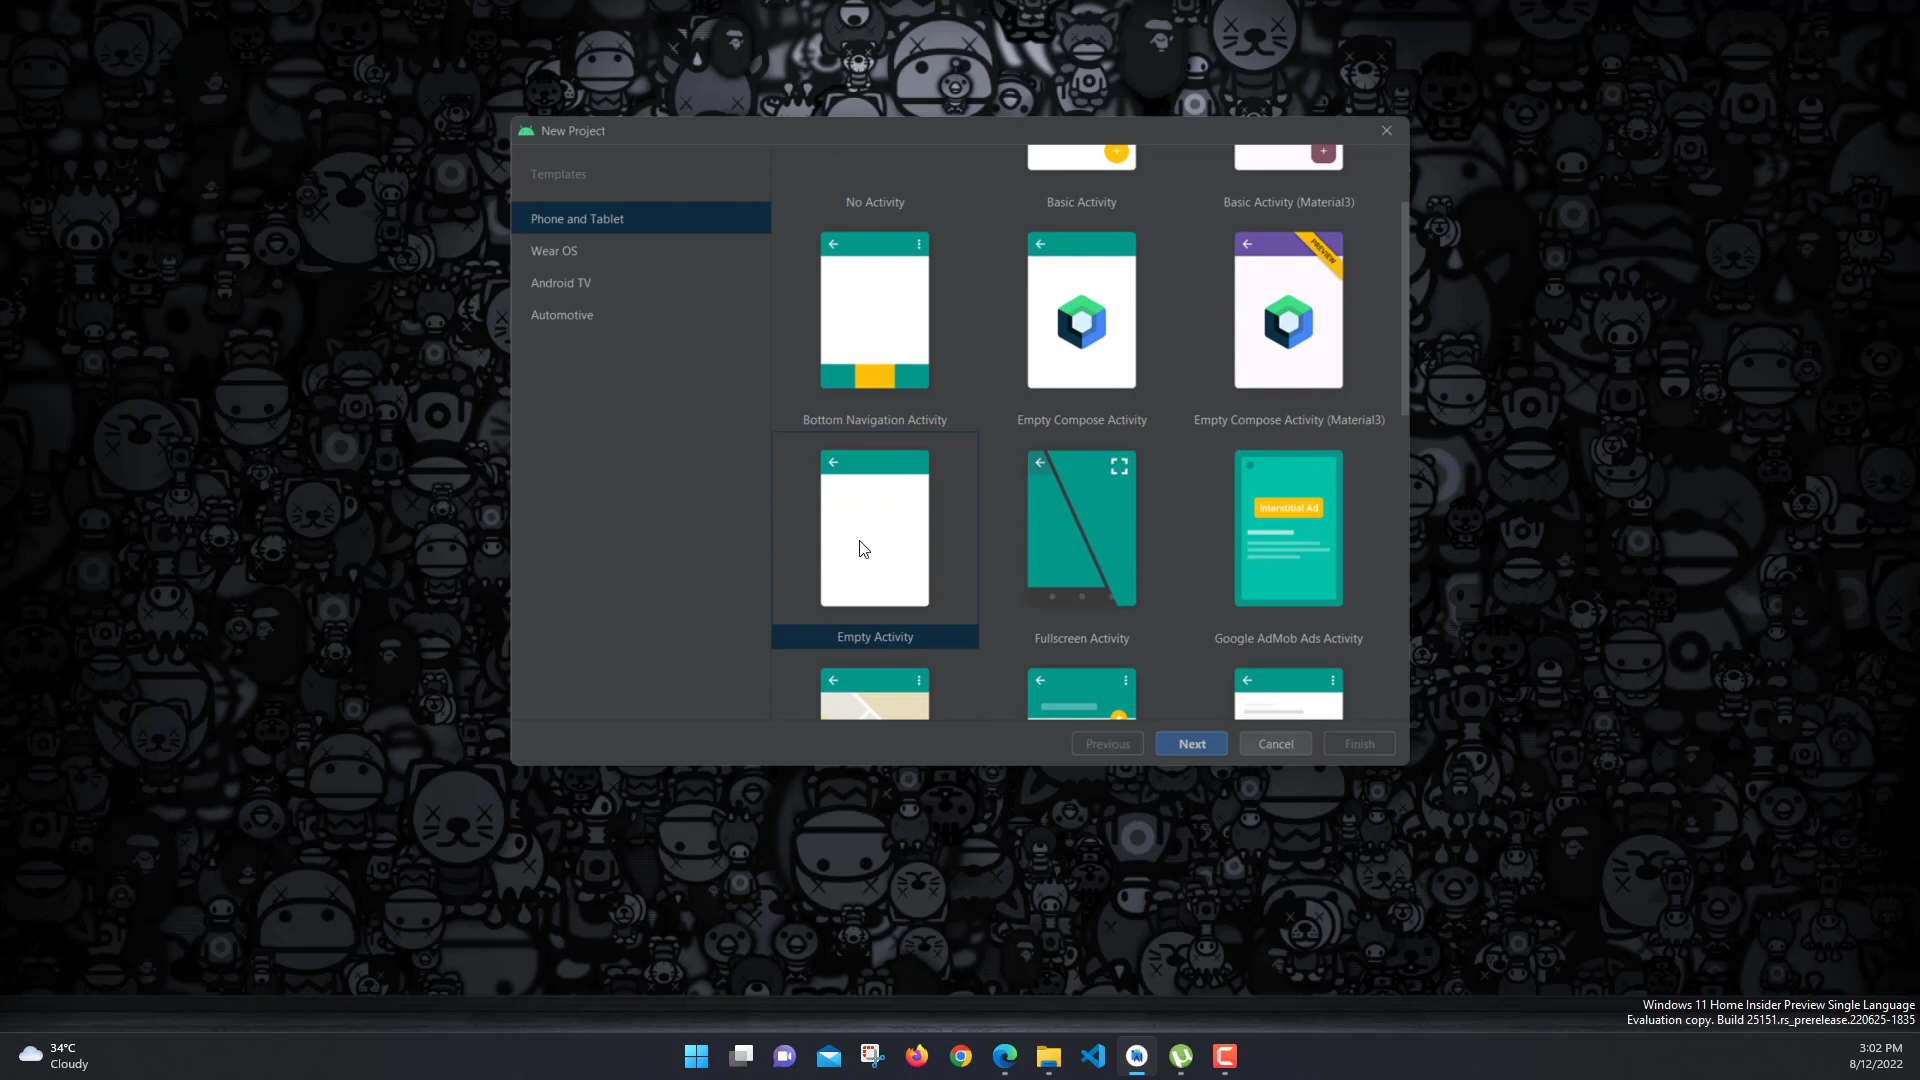 New Project
Templates
Phone and Tablet
Wear OS
Android TV
Automotive
No Activity
Basic Activity
Basic Activity (Material3)
PREVIEW
Bottom Navigation Activity
Empty Compose Activity
Empty Compose Activity (Material3)
Interstitial Ad
Empty Activity
Fullscreen Activity
Google AdMob Ads Activity
Previous
Next
Cancel
Finish
Windows 11 Home Insider Preview Single Language
Evaluation copy. Build 25151.rs_prerelease.220625-1835
34°C
Cloudy
3:02 PM
8/12/2022